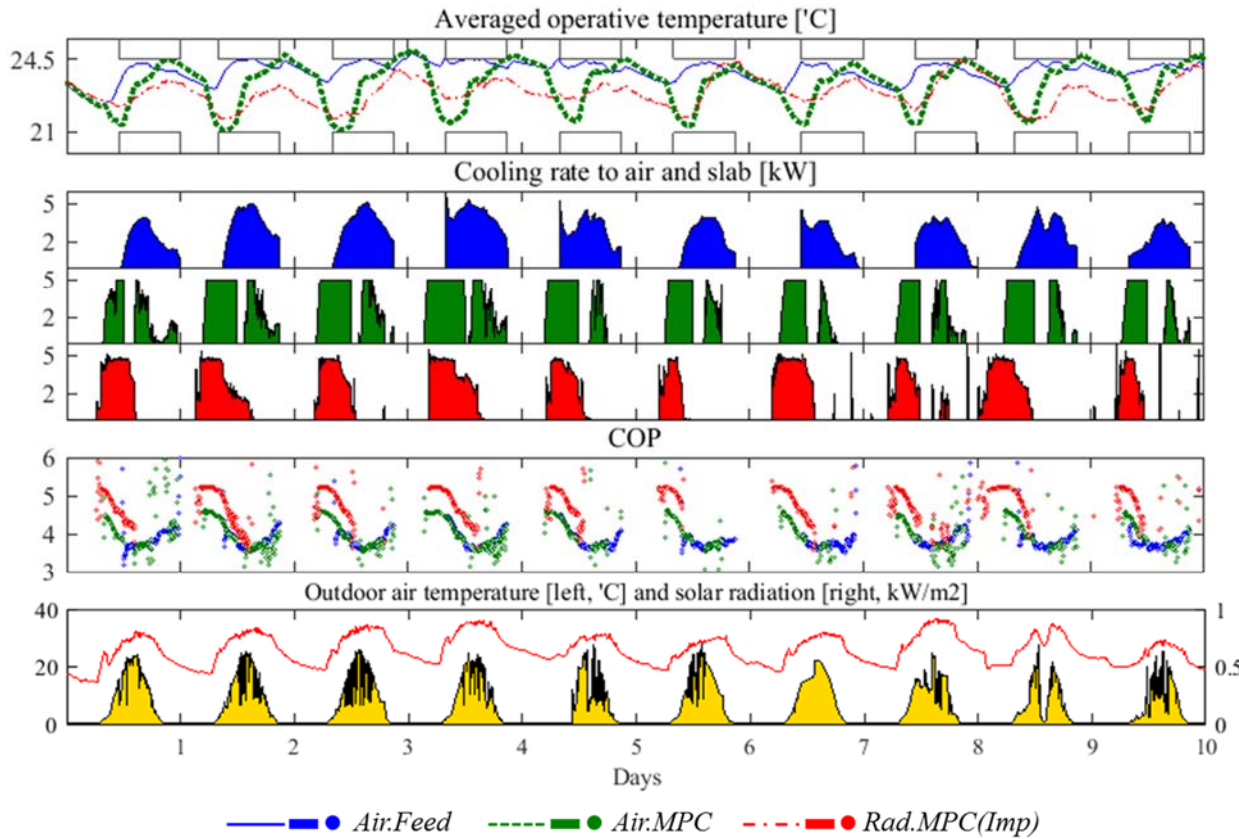 Averaged operative temperature ['C]
24.5
21
Cooling rate to air and slab [kW]
5
2
5
2
5
2
COP
6
5
4
3
Outdoor air temperature [left, 'C] and solar radiation [right, kW/m2]
40
20
0
1
0.5
0
1 2 3 4 5 6 7 8 9 10
Days
Air.Feed Air.MPC Rad.MPC(Imp)